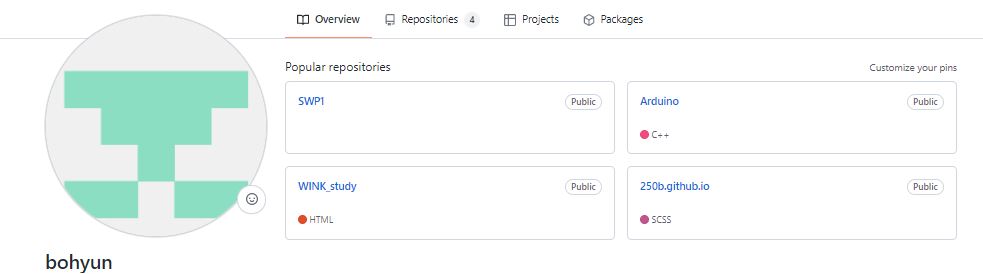 Overview Repositories 4 Projects Packages
Popular repositories Customize your pins
SWP1 Public
Arduino Public
C++
WINK_study Public
HTML
250b.github.io Public
SCSS
bohyun